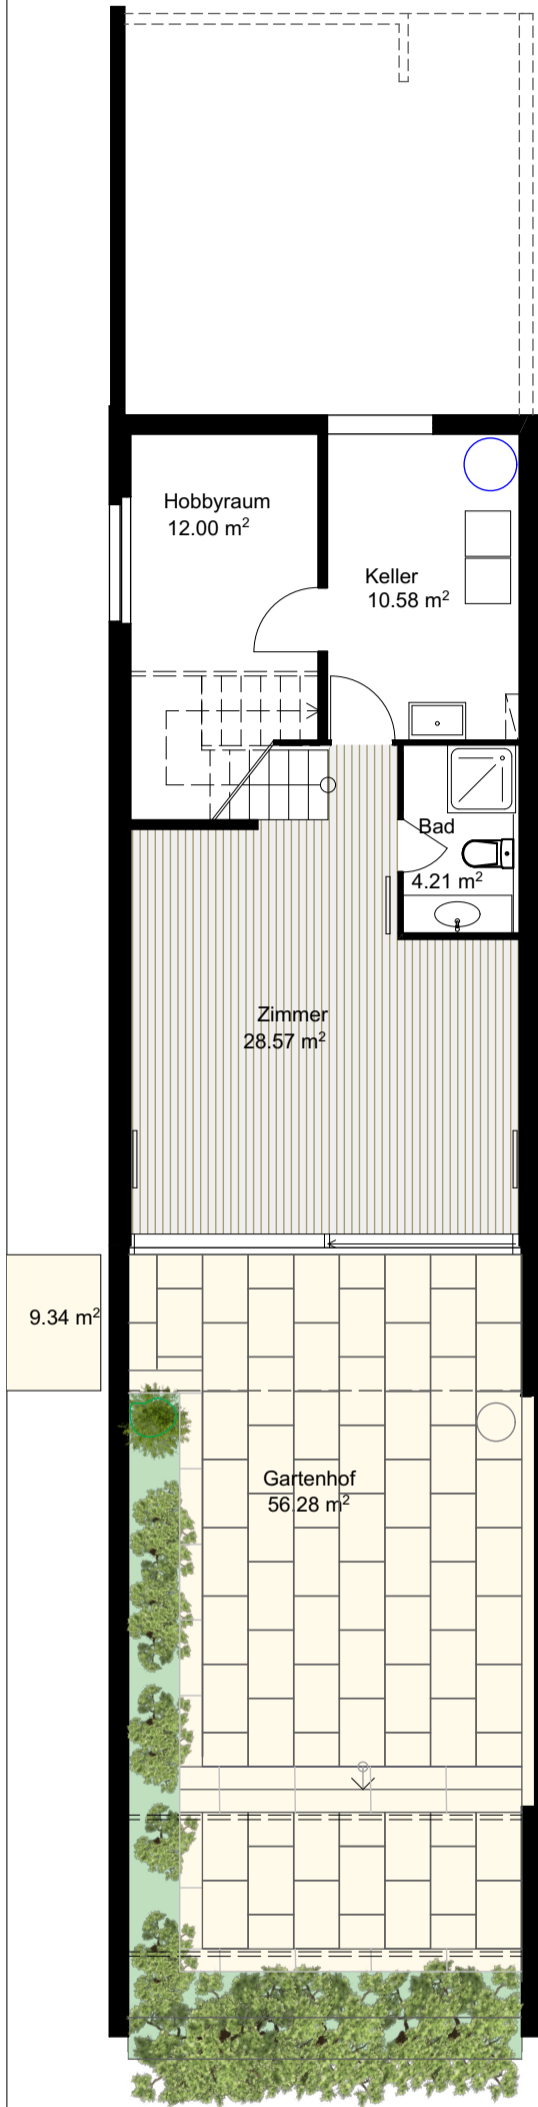 Hobbyraum
12.00 m²
Keller
10.58 m²
Bad
4.21 m²
Zimmer
28.57 m²
9.34 m²
Gartenhof
56.28 m²